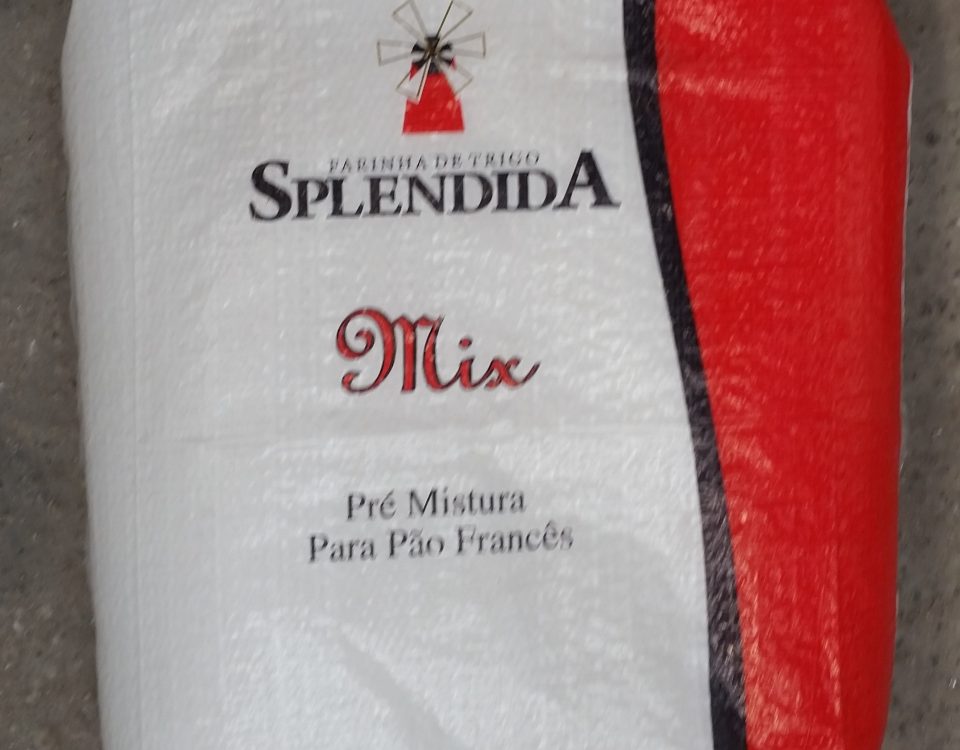 FARINHA DE TRIGO
SPLENDIDA
Mix
Pré Mistura
Para Pão Francês